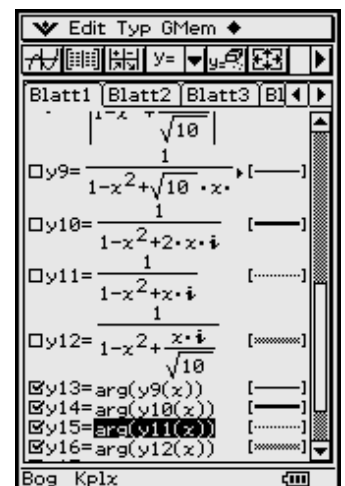 Edit Typ GMem ◆
y=
Blatt1 Blatt2 Blatt3 Bl
√10
y9= 1/(1-x²+√10·x·
y10= 1/(1-x²+2·x·i)
y11= 1/(1-x²+x·i)
y12= 1/(1-x²+x·i/√10)
y13=arg(y9(x))
y14=arg(y10(x))
y15=arg(y11(x))
y16=arg(y12(x))
Bog Kplx